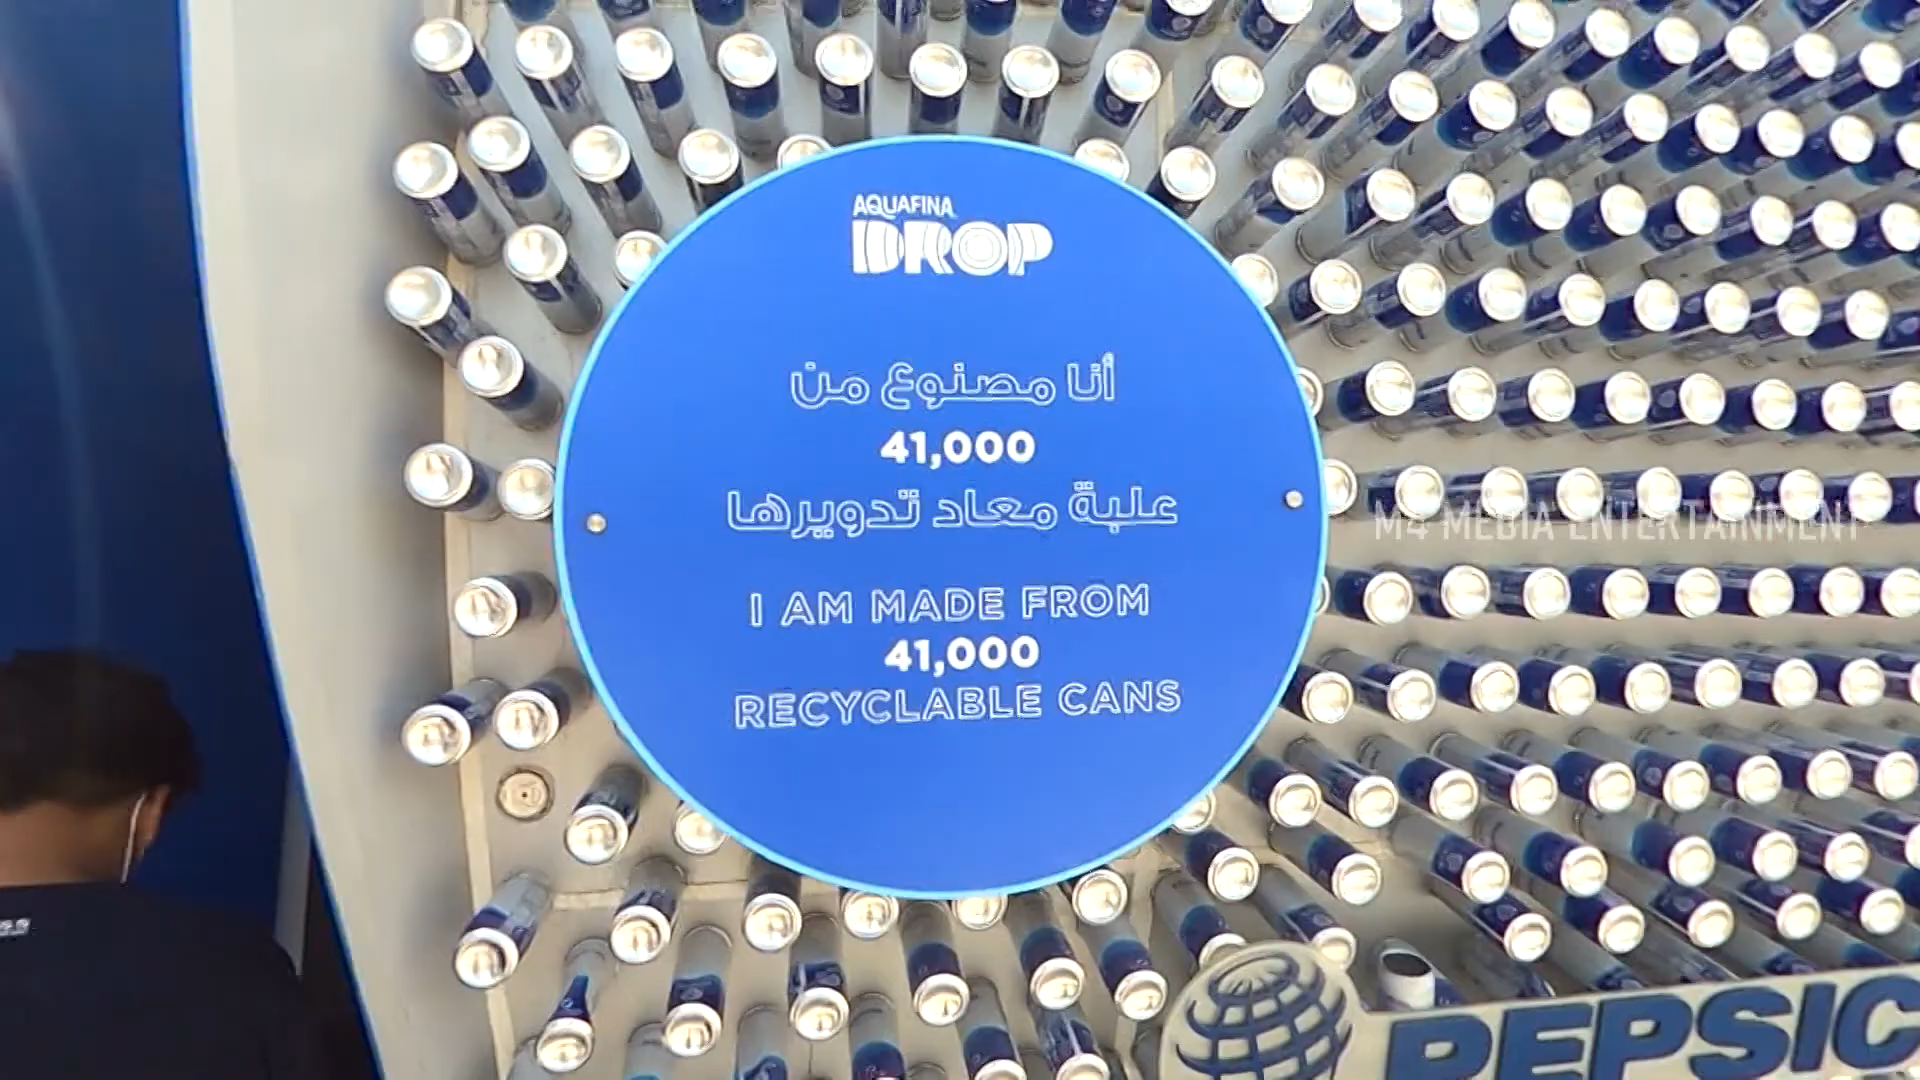 AQUAFINA
DROP
أنا مصنوع من
41,000
علبة معاد تدويرها
I AM MADE FROM
41,000
RECYCLABLE CANS
M4 MEDIA ENTERTAINMENT
PEPSIC